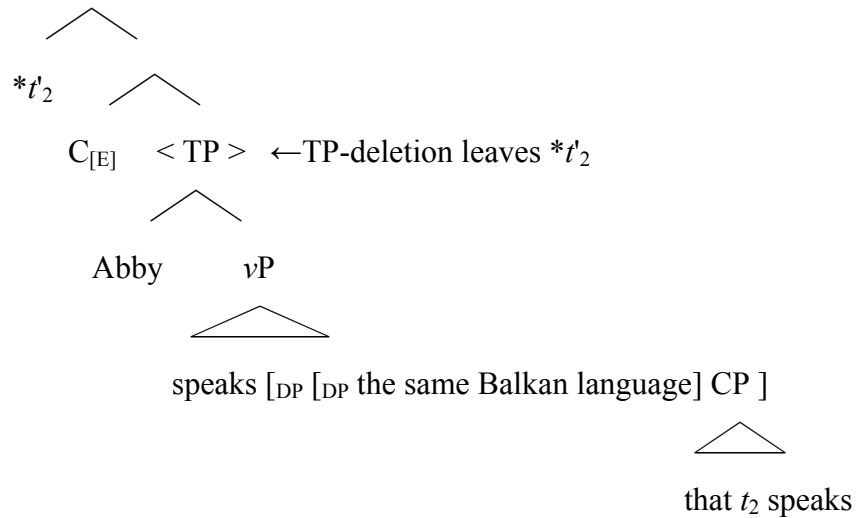 *t'₂
C[E] < TP > ←TP-deletion leaves *t'₂
Abby vP
speaks [DP [DP the same Balkan language] CP ]
that t₂ speaks